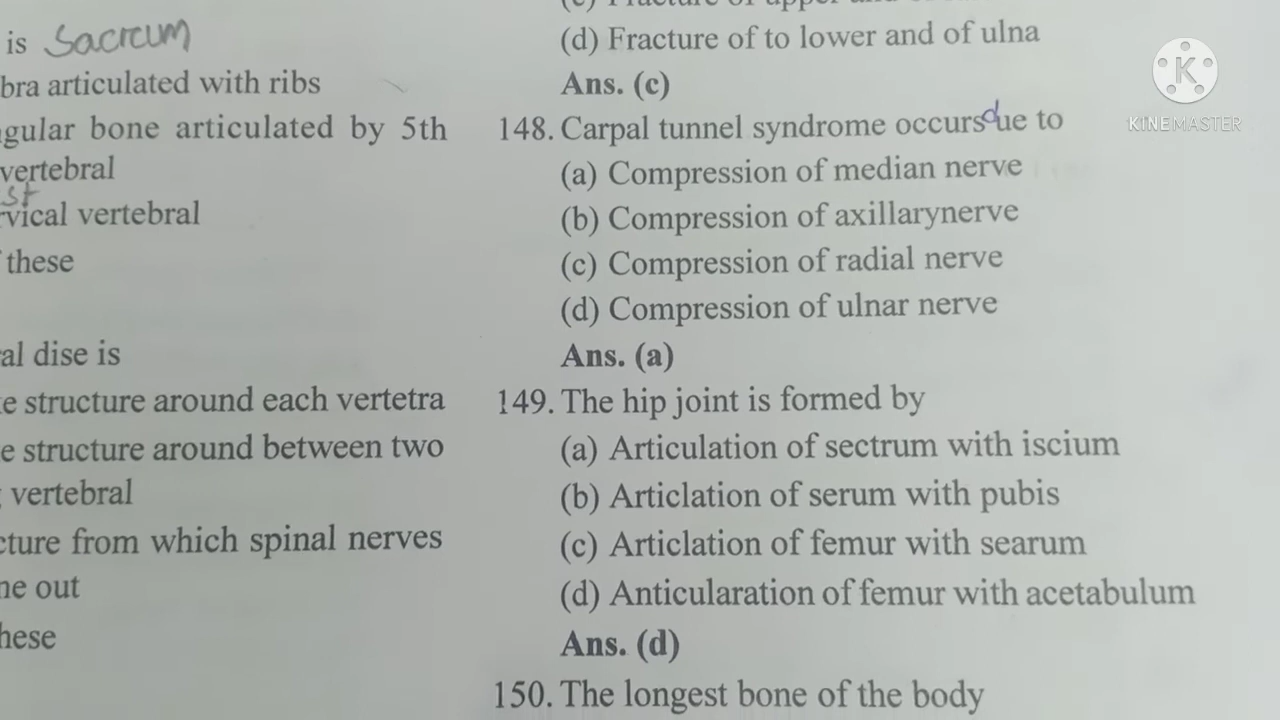 is Sacrum
bra articulated with ribs
gular bone articulated by 5th
vertebral
st
rvical vertebral
these
al dise is
e structure around each vertetra
e structure around between two
vertebral
cture from which spinal nerves
ne out
hese
(d) Fracture of to lower and of ulna
Ans. (c)
148. Carpal tunnel syndrome occurs due to
(a) Compression of median nerve
(b) Compression of axillarynerve
(c) Compression of radial nerve
(d) Compression of ulnar nerve
Ans. (a)
149. The hip joint is formed by
(a) Articulation of sectrum with iscium
(b) Articlation of serum with pubis
(c) Articlation of femur with searum
(d) Anticularation of femur with acetabulum
Ans. (d)
150. The longest bone of the body
K
KINEMASTER